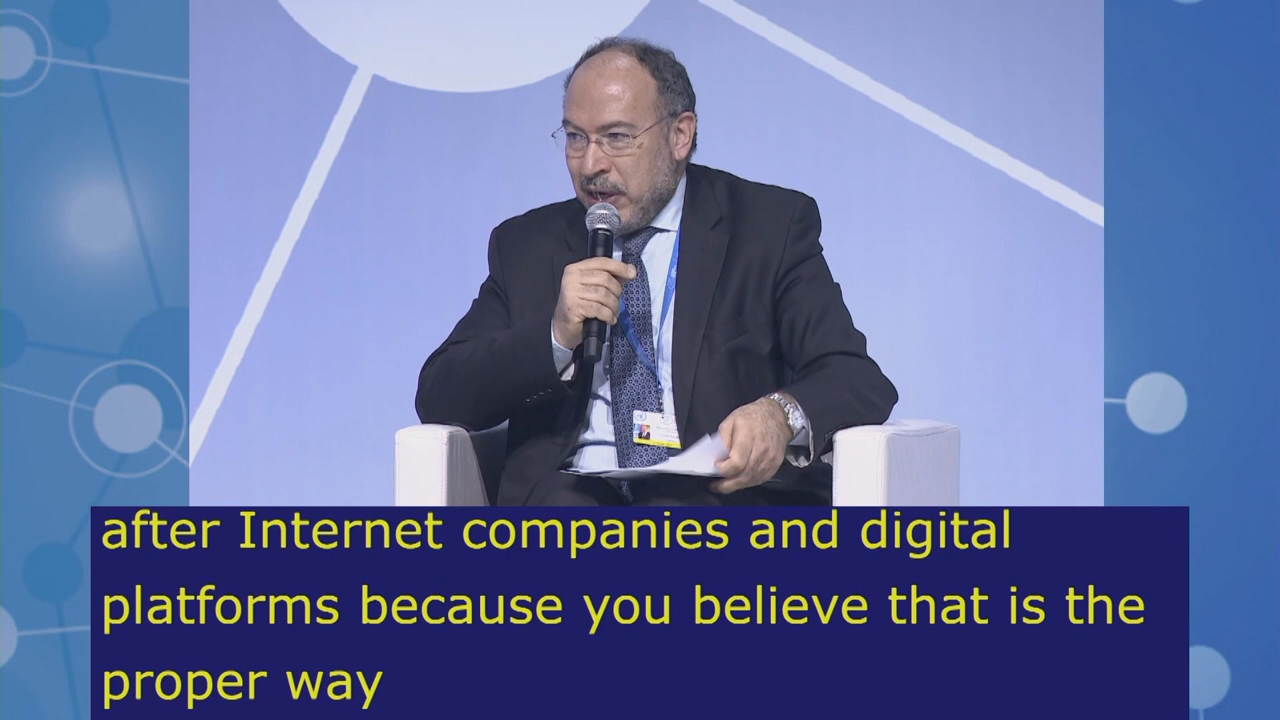 after Internet companies and digital
platforms because you believe that is the
proper way